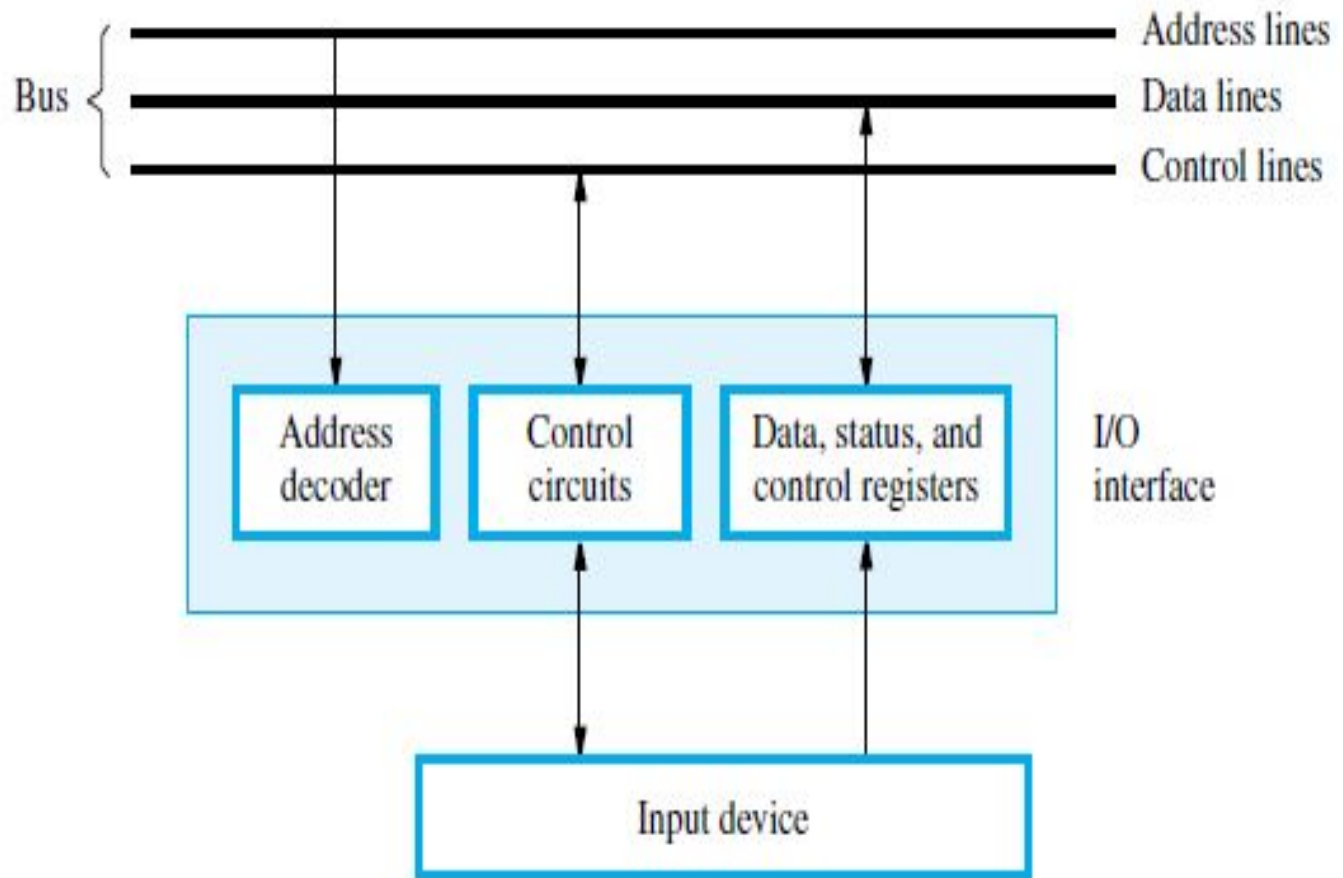 Address lines
Bus
Data lines
Control lines
Address
decoder
Control
circuits
Data, status, and
control registers
I/O
interface
Input device